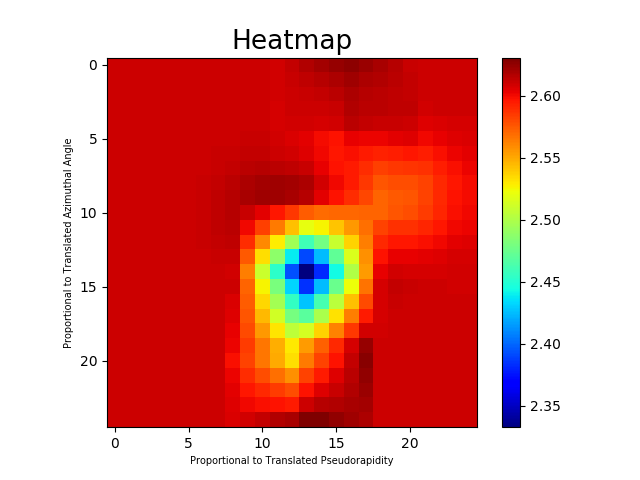 Heatmap
0
5
10
15
20
Proportional to Translated Azimuthal Angle
0 5 10 15 20
Proportional to Translated Pseudorapidity
2.60
2.55
2.50
2.45
2.40
2.35